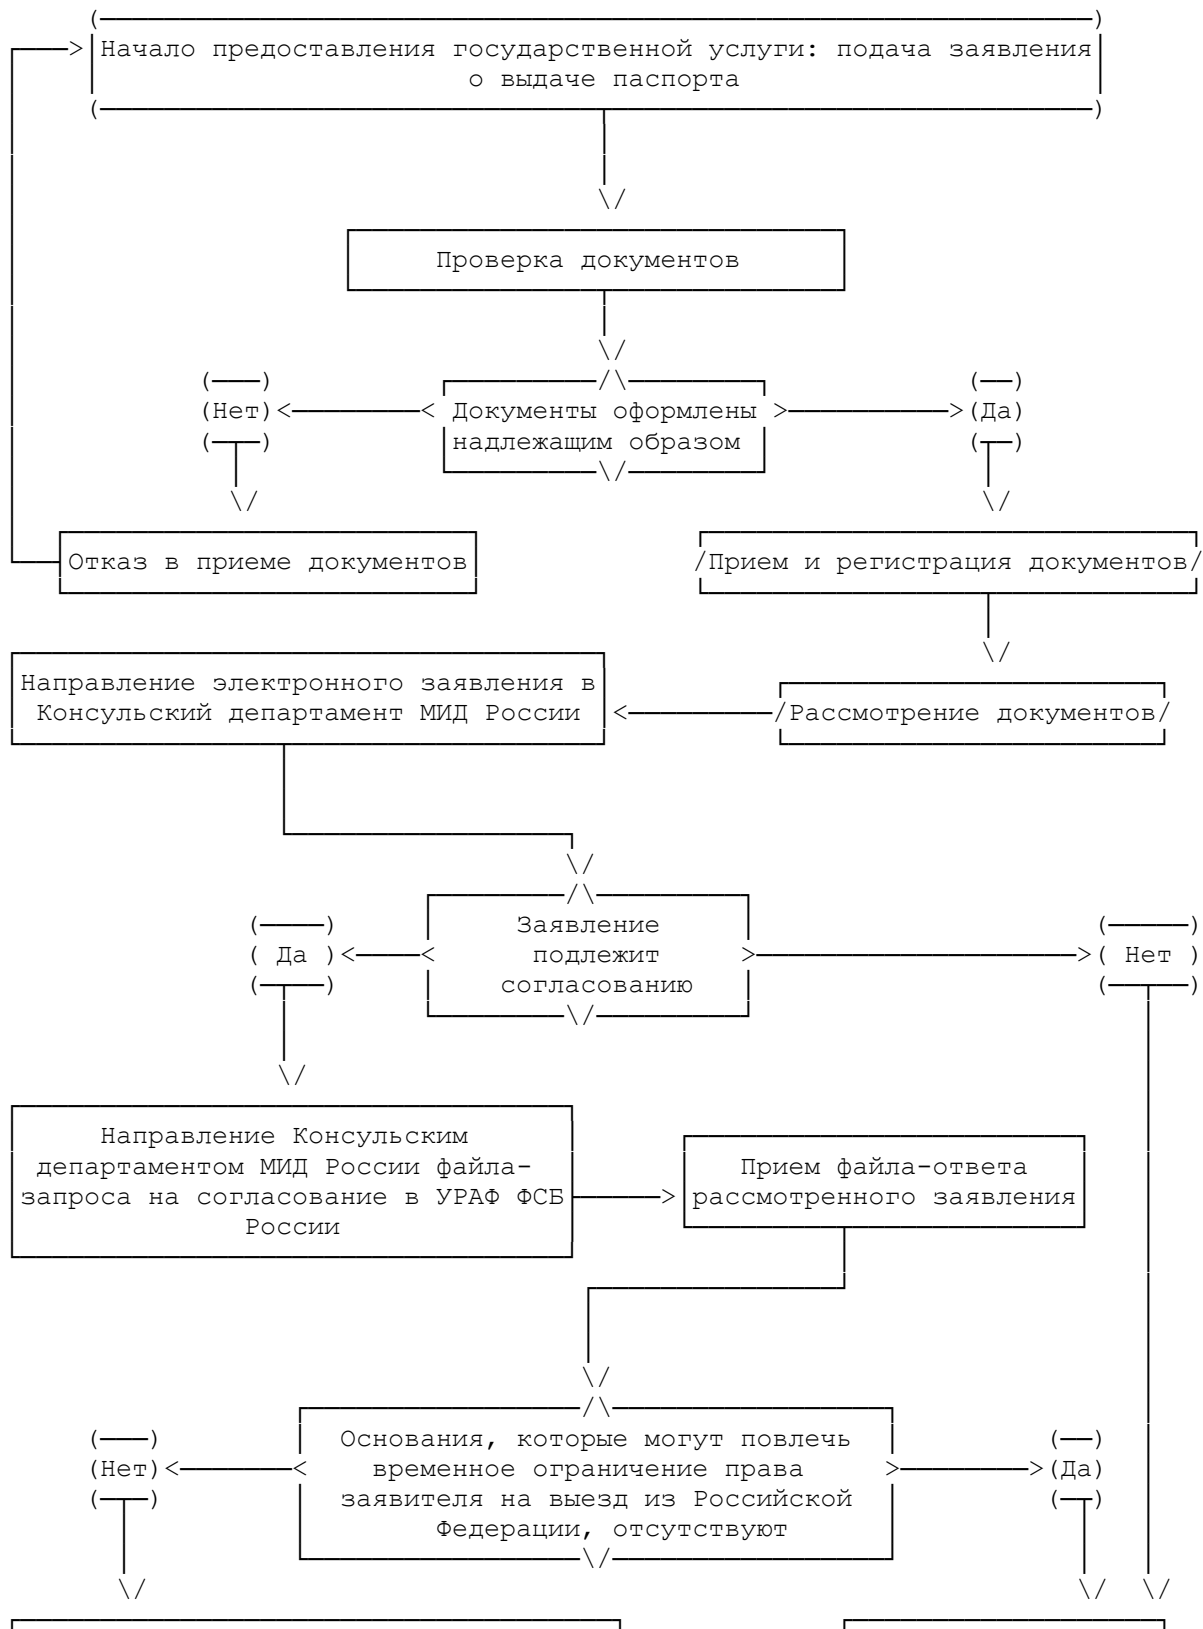 Начало предоставления государственной услуги: подача заявления
о выдаче паспорта
Проверка документов
(Нет)
Документы оформлены
надлежащим образом
(Да)
Отказ в приеме документов
/Прием и регистрация документов/
Направление электронного заявления в
Консульский департамент МИД России
/Рассмотрение документов/
( Да )
Заявление
подлежит
согласованию
( Нет )
Направление Консульским
департаментом МИД России файла-
запроса на согласование в УРАФ ФСБ
России
Прием файла-ответа
рассмотренного заявления
(Нет)
Основания, которые могут повлечь
временное ограничение права
заявителя на выезд из Российской
Федерации, отсутствуют
(Да)